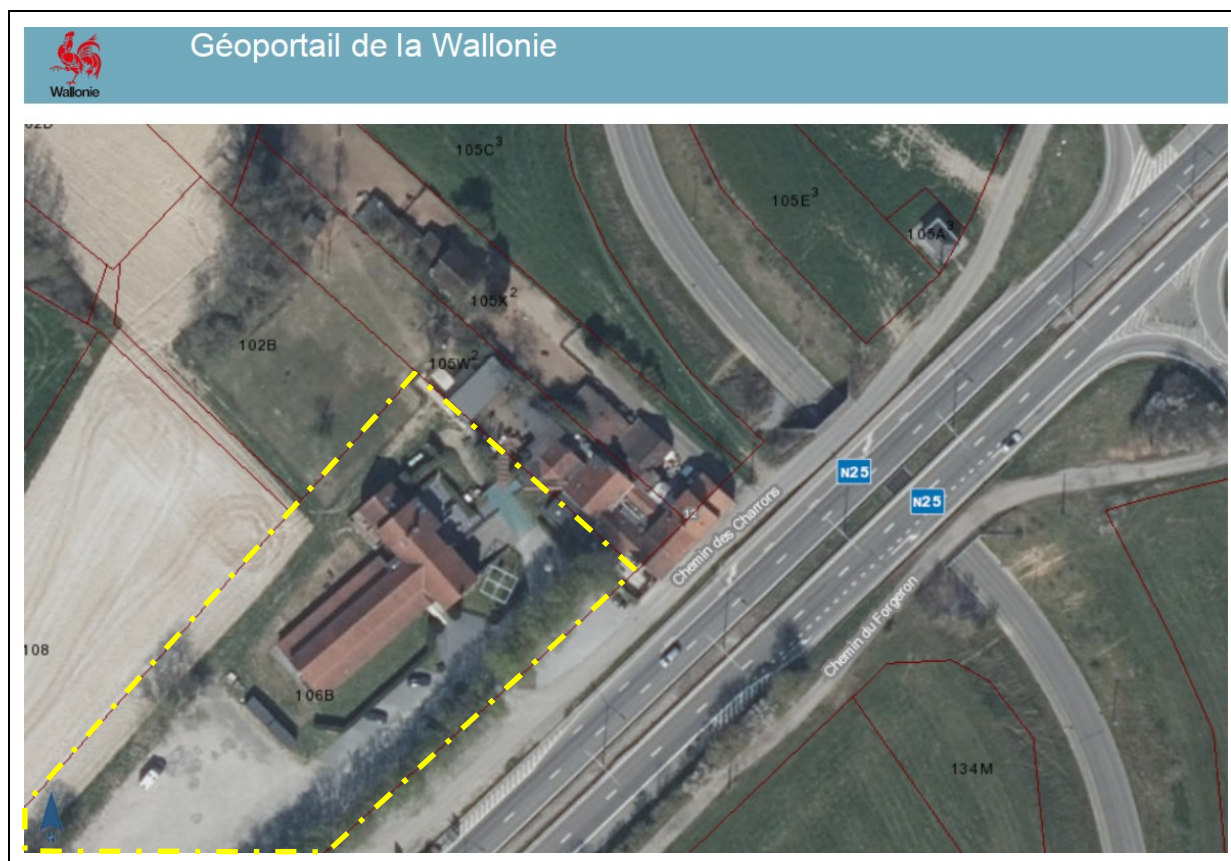 Géoportail de la Wallonie
Wallonie
105C³
105E³
105A³
105X²
102B
105W²
N25
N25
12
Chemin des Charrons
Chemin du Forgeron
108
106B
134M